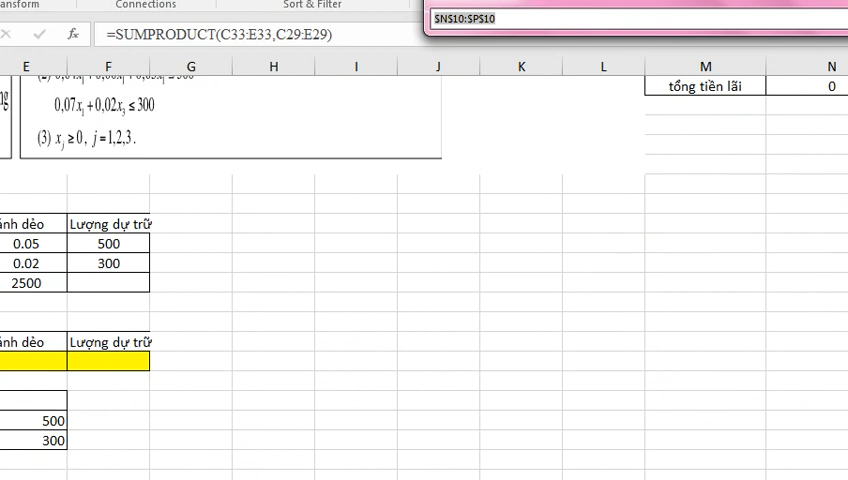 ansform
Connections
Sort & Filter
$N$10:$P$10
fx =SUMPRODUCT(C33:E33,C29:E29)
E F G H I J K L M N
tổng tiền lãi 0
0,07x₁+0,02x₃ ≤ 300
(3) xⱼ ≥ 0, j = 1,2,3.
ánh dẻo Lượng dự trữ
0.05 500
0.02 300
2500
ánh dẻo Lượng dự trữ
500
300